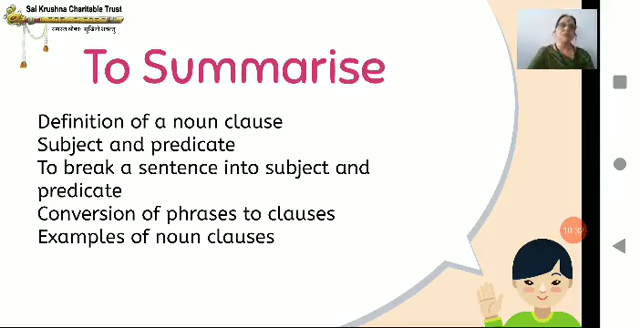 Sai Krushna Charitable Trust
समस्त लोकाः सुखिनो भवन्तु
To Summarise
Definition of a noun clause
Subject and predicate
To break a sentence into subject and
predicate
Conversion of phrases to clauses
Examples of noun clauses